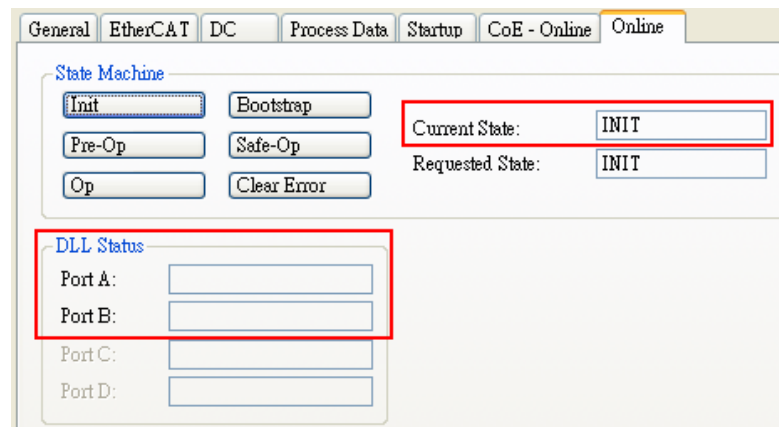 General EtherCAT DC Process Data Startup CoE - Online Online
State Machine
Init Bootstrap
Current State: INIT
Pre-Op Safe-Op
Requested State: INIT
Op Clear Error
DLL Status
Port A:
Port B:
Port C:
Port D: